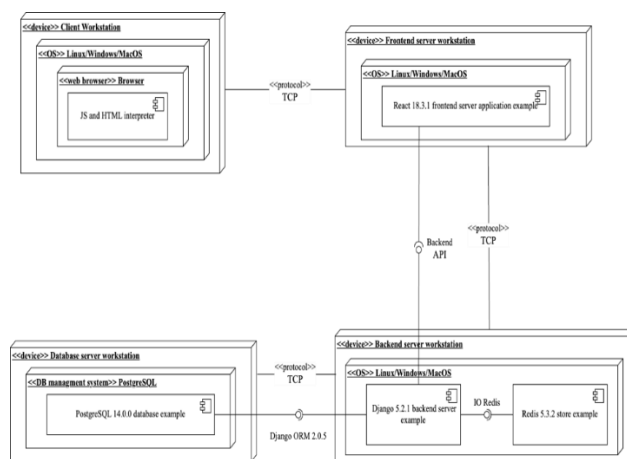 <<device>> Client Workstation
<<OS>> Linux/Windows/MacOS
<<web browser>> Browser
JS and HTML interpreter
<<protocol>>
TCP
<<device>> Frontend server workstation
<<OS>> Linux/Windows/MacOS
React 18.3.1 frontend server application example
Backend
API
<<protocol>>
TCP
<<device>> Database server workstation
<<DB managment system>> PostgreSQL
PostgreSQL 14.0.0 database example
<<protocol>>
TCP
Django ORM 2.0.5
<<device>> Backend server workstation
<<OS>> Linux/Windows/MacOS
Django 5.2.1 backend server
example
IO Redis
Redis 5.3.2 store example